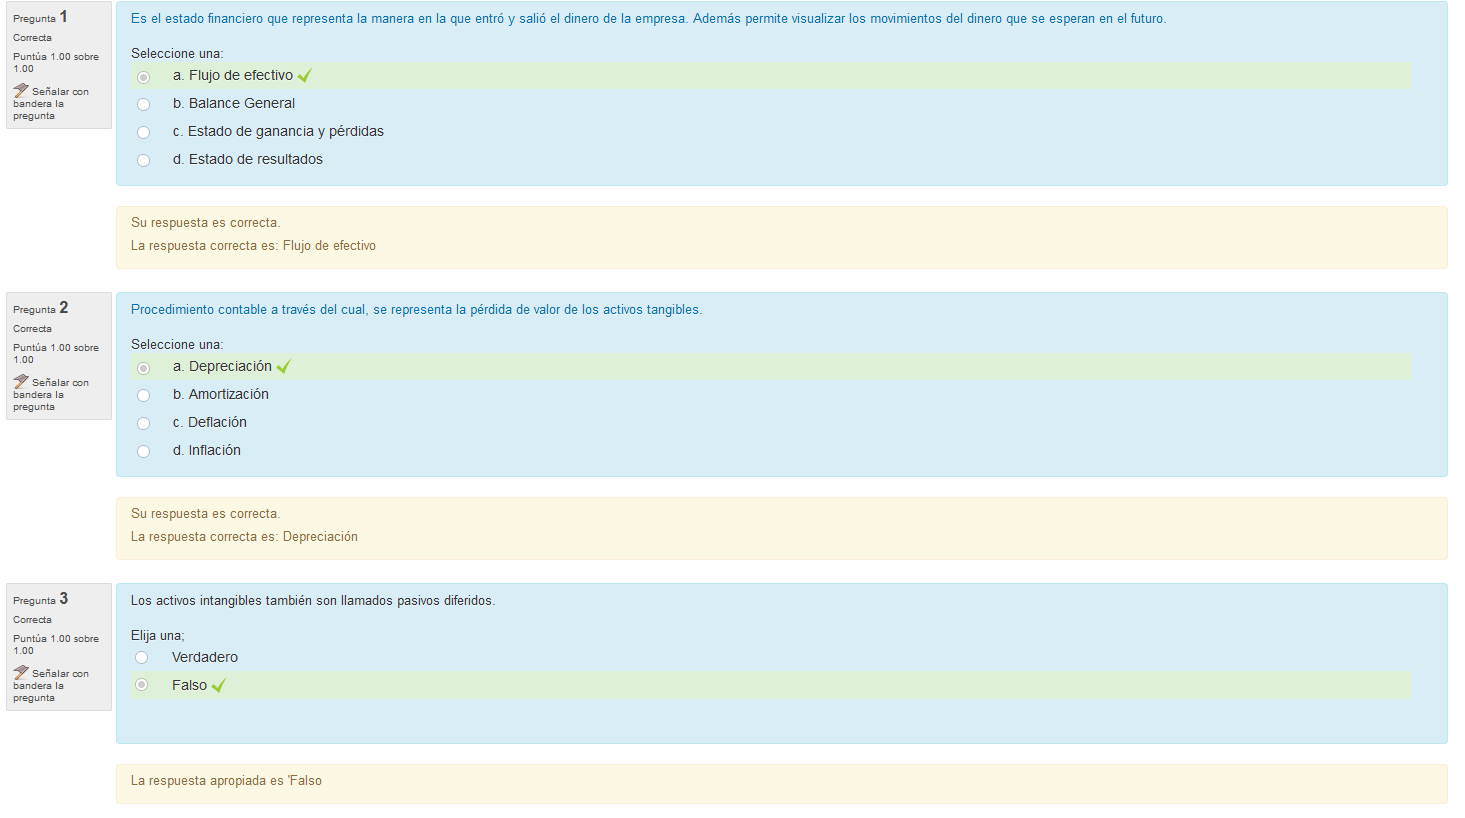 Pregunta 1
Correcta
Puntúa 1.00 sobre
1.00
Señalar con
bandera la
pregunta
Es el estado financiero que representa la manera en la que entró y salió el dinero de la empresa. Además permite visualizar los movimientos del dinero que se esperan en el futuro.
Seleccione una:
a. Flujo de efectivo
b. Balance General
c. Estado de ganancia y pérdidas
d. Estado de resultados
Su respuesta es correcta.
La respuesta correcta es: Flujo de efectivo
Pregunta 2
Correcta
Puntúa 1.00 sobre
1.00
Señalar con
bandera la
pregunta
Procedimiento contable a través del cual, se representa la pérdida de valor de los activos tangibles.
Seleccione una:
a. Depreciación
b. Amortización
c. Deflación
d. Inflación
Su respuesta es correcta.
La respuesta correcta es: Depreciación
Pregunta 3
Correcta
Puntúa 1.00 sobre
1.00
Señalar con
bandera la
pregunta
Los activos intangibles también son llamados pasivos diferidos.
Elija una;
Verdadero
Falso
La respuesta apropiada es 'Falso